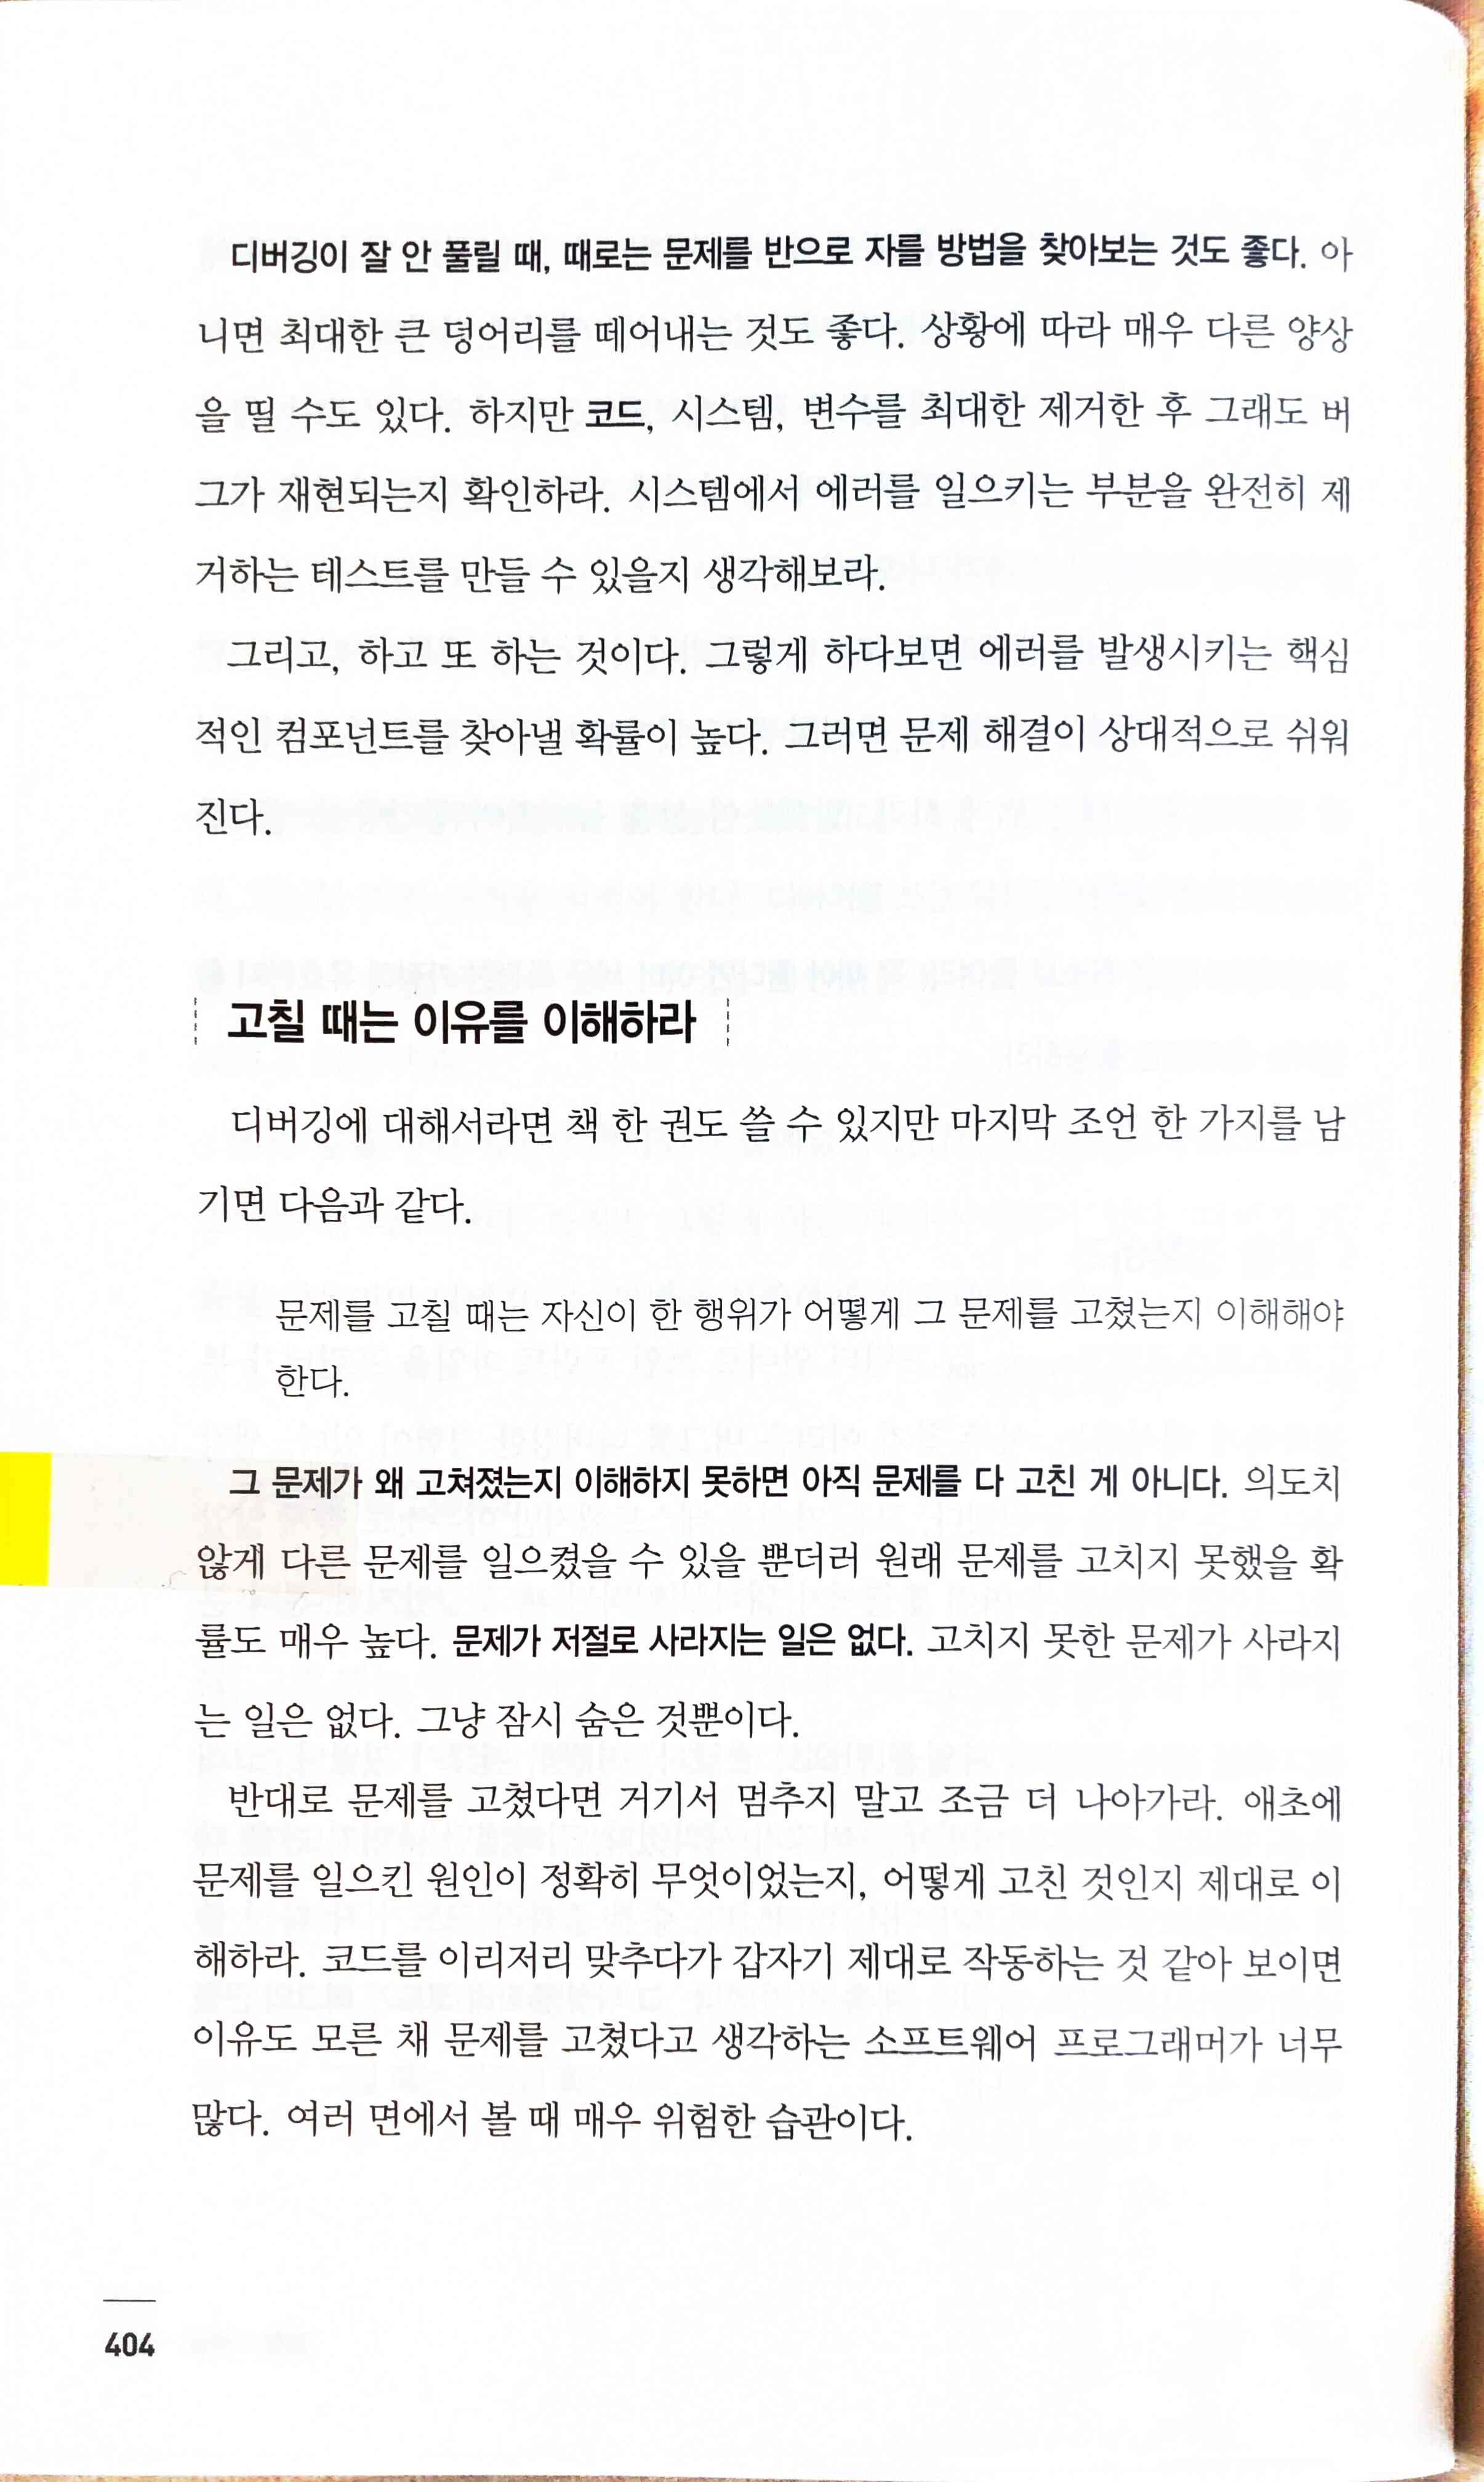 디버깅이 잘 안 풀릴 때, 때로는 문제를 반으로 자를 방법을 찾아보는 것도 좋다. 아
니면 최대한 큰 덩어리를 떼어내는 것도 좋다. 상황에 따라 매우 다른 양상
을 띨 수도 있다. 하지만 코드, 시스템, 변수를 최대한 제거한 후 그래도 버
그가 재현되는지 확인하라. 시스템에서 에러를 일으키는 부분을 완전히 제
거하는 테스트를 만들 수 있을지 생각해보라.
그리고, 하고 또 하는 것이다. 그렇게 하다보면 에러를 발생시키는 핵심
적인 컴포넌트를 찾아낼 확률이 높다. 그러면 문제 해결이 상대적으로 쉬워
진다.
고칠 때는 이유를 이해하라
디버깅에 대해서라면 책 한 권도 쓸 수 있지만 마지막 조언 한 가지를 남
기면 다음과 같다.
문제를 고칠 때는 자신이 한 행위가 어떻게 그 문제를 고쳤는지 이해해야
한다.
그 문제가 왜 고쳐졌는지 이해하지 못하면 아직 문제를 다 고친 게 아니다. 의도치
않게 다른 문제를 일으켰을 수 있을 뿐더러 원래 문제를 고치지 못했을 확
률도 매우 높다. 문제가 저절로 사라지는 일은 없다. 고치지 못한 문제가 사라지
는 일은 없다. 그냥 잠시 숨은 것뿐이다.
반대로 문제를 고쳤다면 거기서 멈추지 말고 조금 더 나아가라. 애초에
문제를 일으킨 원인이 정확히 무엇이었는지, 어떻게 고친 것인지 제대로 이
해하라. 코드를 이리저리 맞추다가 갑자기 제대로 작동하는 것 같아 보이면
이유도 모른 채 문제를 고쳤다고 생각하는 소프트웨어 프로그래머가 너무
많다. 여러 면에서 볼 때 매우 위험한 습관이다.
404